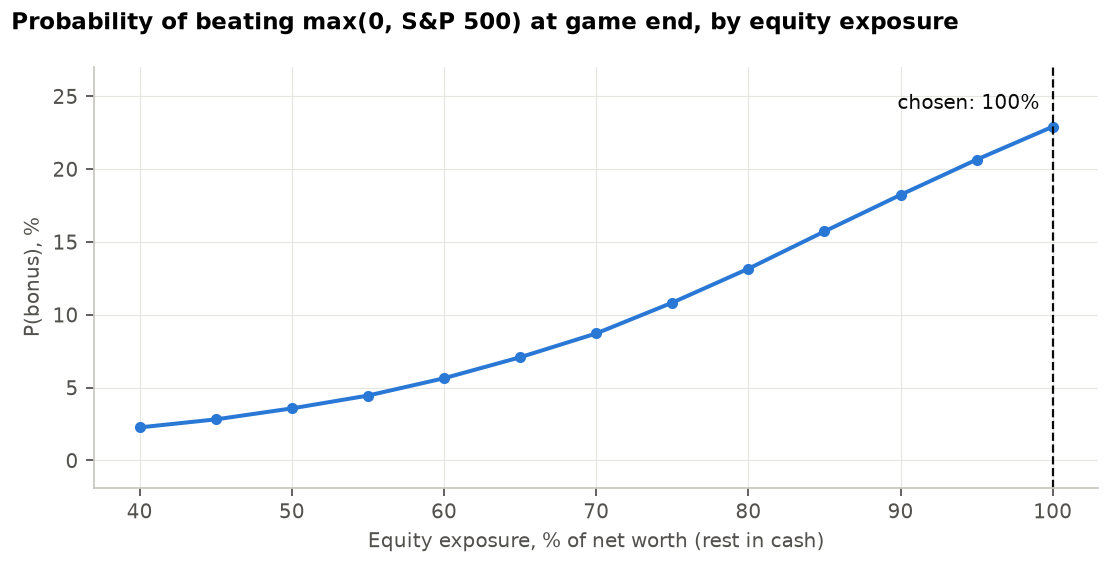 Probability of beating max(0, S&P 500) at game end, by equity exposure
chosen: 100%
25
20
15
10
5
0
P(bonus), %
40 50 60 70 80 90 100
Equity exposure, % of net worth (rest in cash)